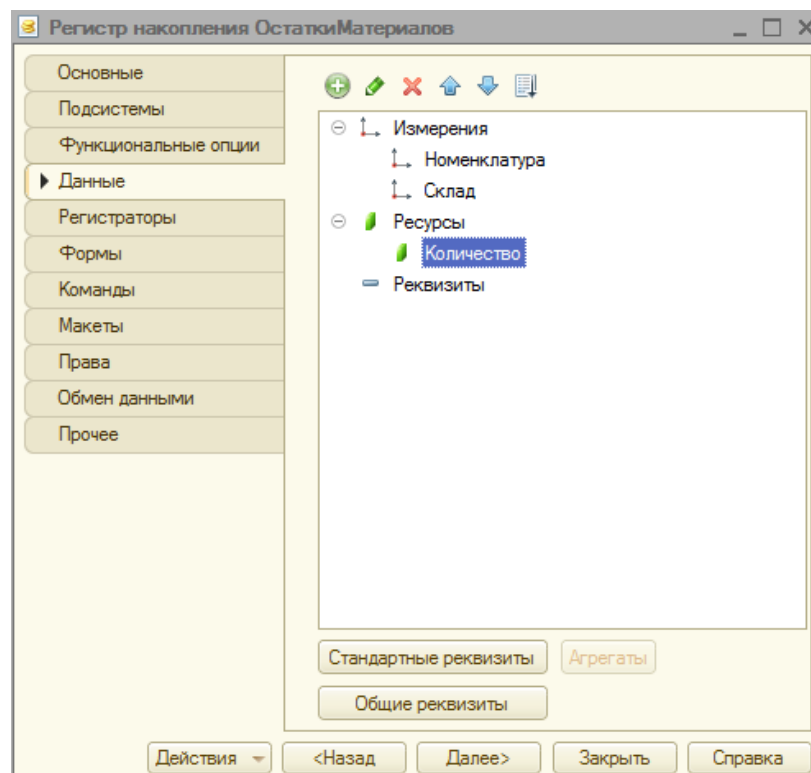 Регистр накопления ОстаткиМатериалов
Основные
Подсистемы
Функциональные опции
Данные
Регистраторы
Формы
Команды
Макеты
Права
Обмен данными
Прочее
Измерения
Номенклатура
Склад
Ресурсы
Количество
Реквизиты
Стандартные реквизиты Агрегаты
Общие реквизиты
Действия <Назад Далее> Закрыть Справка